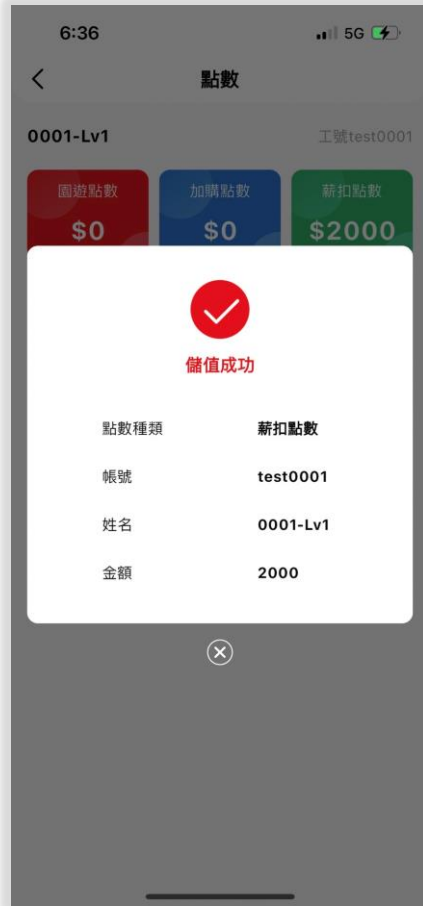 6:36 5G
點數
0001-Lv1 工號test0001
園遊點數 加購點數 薪扣點數
$0 $0 $2000
儲值成功
點數種類 薪扣點數
帳號 test0001
姓名 0001-Lv1
金額 2000